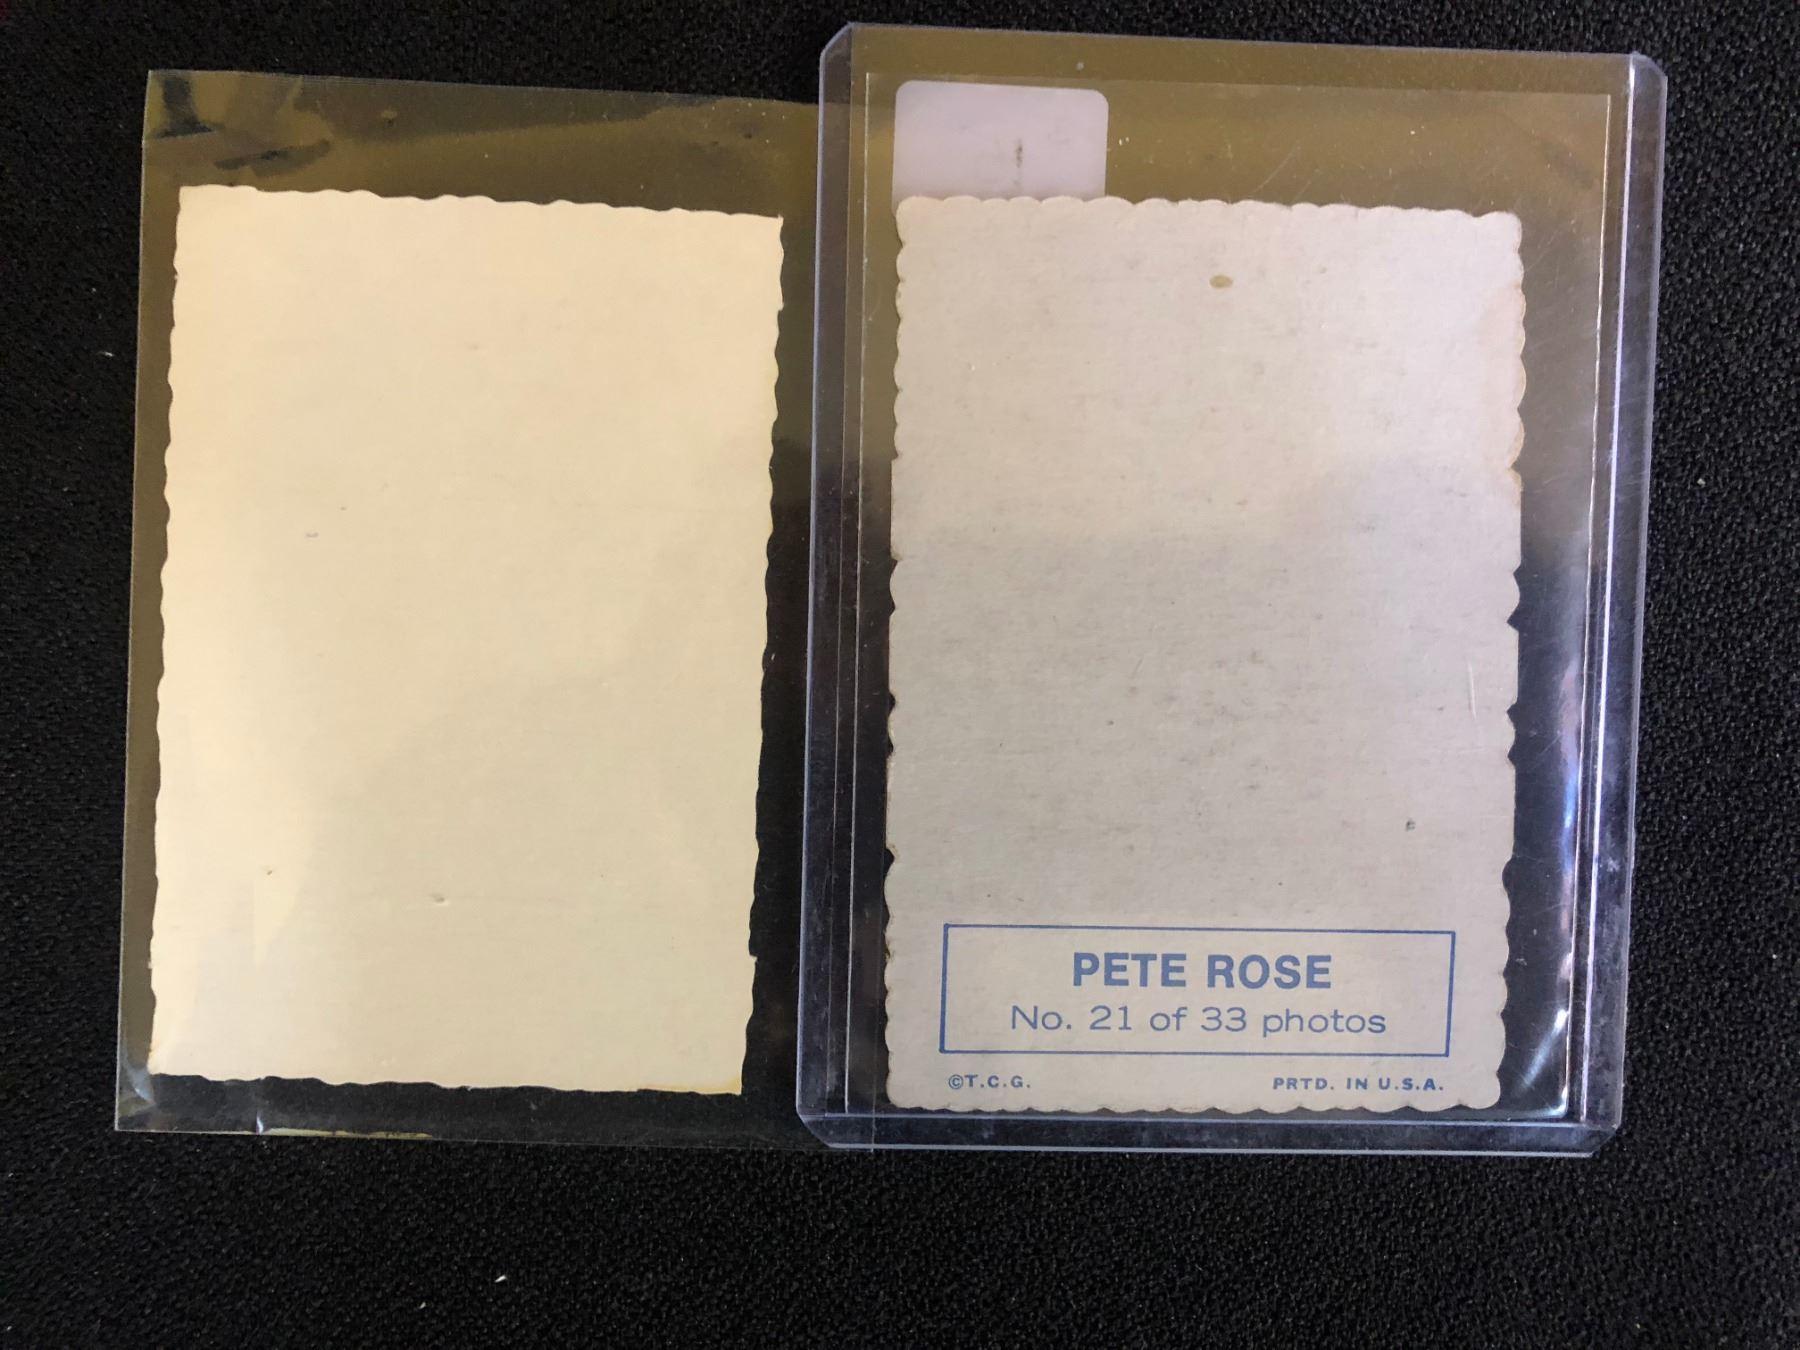 PETE ROSE
No. 21 of 33 photos
©T.C.G. PRTD. IN U.S.A.